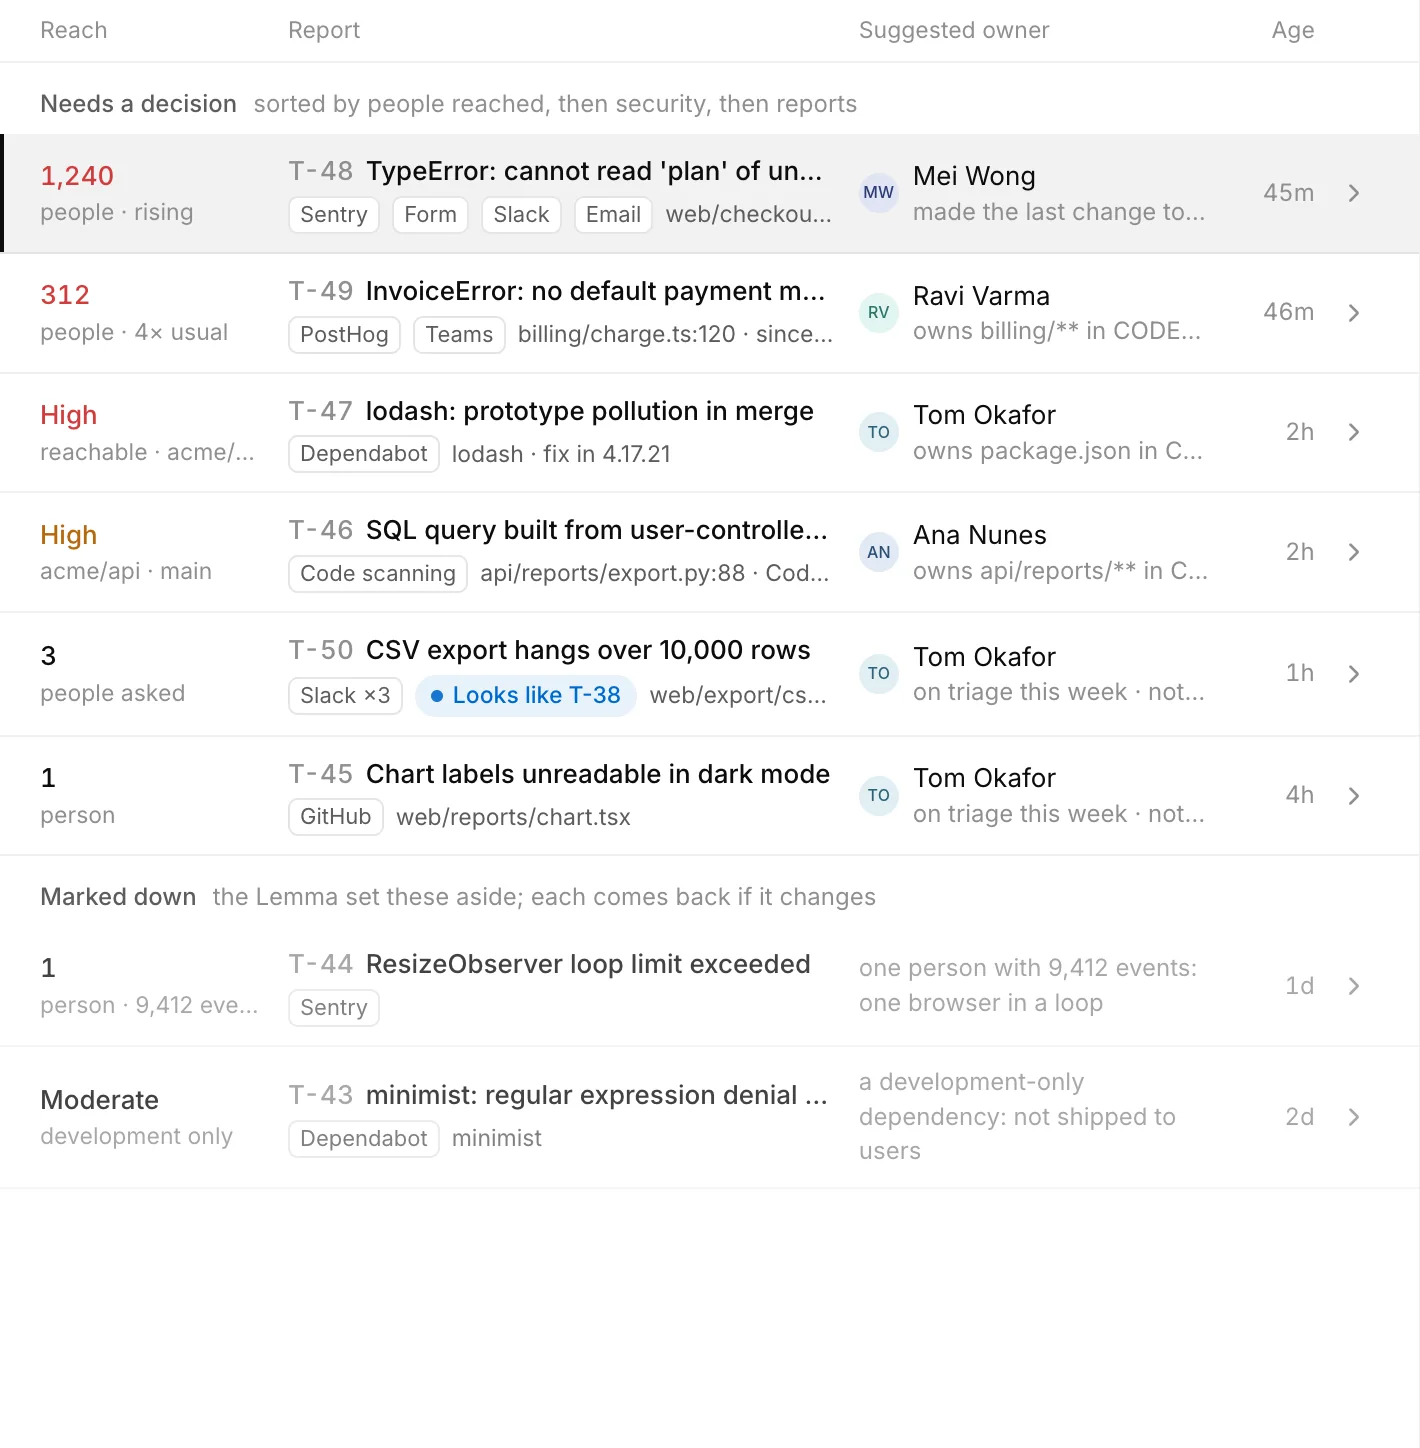 Reach Report Suggested owner Age
Needs a decision sorted by people reached, then security, then reports
1,240
people · rising
T-48 TypeError: cannot read 'plan' of un...
Sentry Form Slack Email web/checkou...
MW
Mei Wong
made the last change to...
45m
312
people · 4× usual
T-49 InvoiceError: no default payment m...
PostHog Teams billing/charge.ts:120 · since...
RV
Ravi Varma
owns billing/** in CODE...
46m
High
reachable · acme/...
T-47 lodash: prototype pollution in merge
Dependabot lodash · fix in 4.17.21
TO
Tom Okafor
owns package.json in C...
2h
High
acme/api · main
T-46 SQL query built from user-controlle...
Code scanning api/reports/export.py:88 · Cod...
AN
Ana Nunes
owns api/reports/** in C...
2h
3
people asked
T-50 CSV export hangs over 10,000 rows
Slack ×3 Looks like T-38 web/export/cs...
TO
Tom Okafor
on triage this week · not...
1h
1
person
T-45 Chart labels unreadable in dark mode
GitHub web/reports/chart.tsx
TO
Tom Okafor
on triage this week · not...
4h
Marked down the Lemma set these aside; each comes back if it changes
1
person · 9,412 eve...
T-44 ResizeObserver loop limit exceeded
Sentry
one person with 9,412 events:
one browser in a loop
1d
Moderate
development only
T-43 minimist: regular expression denial ...
Dependabot minimist
a development-only
dependency: not shipped to
users
2d